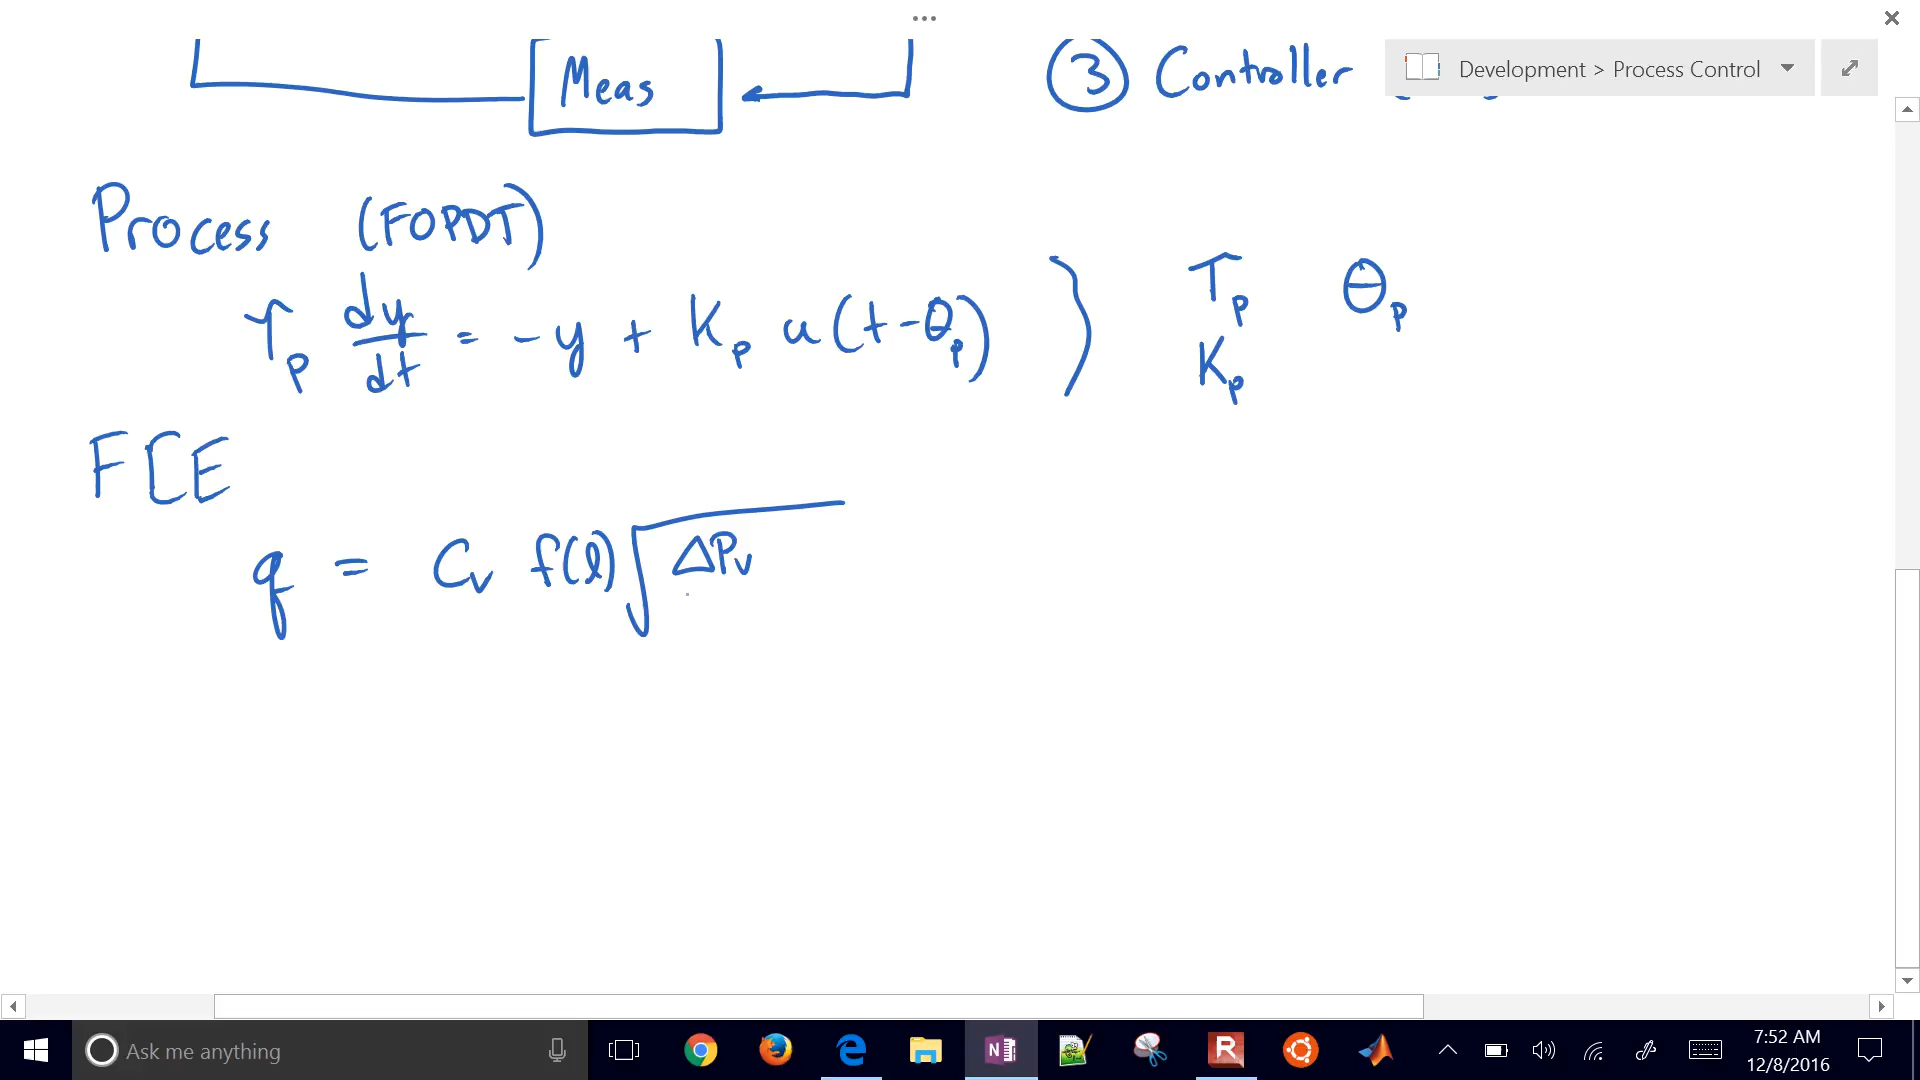 Meas
③ Controller
Development > Process Control
Process (FOPDT)
τp dy/dt = -y + Kp u(t-θp)
τp θp
Kp
FCE
q = Cv f(l)√ΔPv
Ask me anything
7:52 AM
12/8/2016